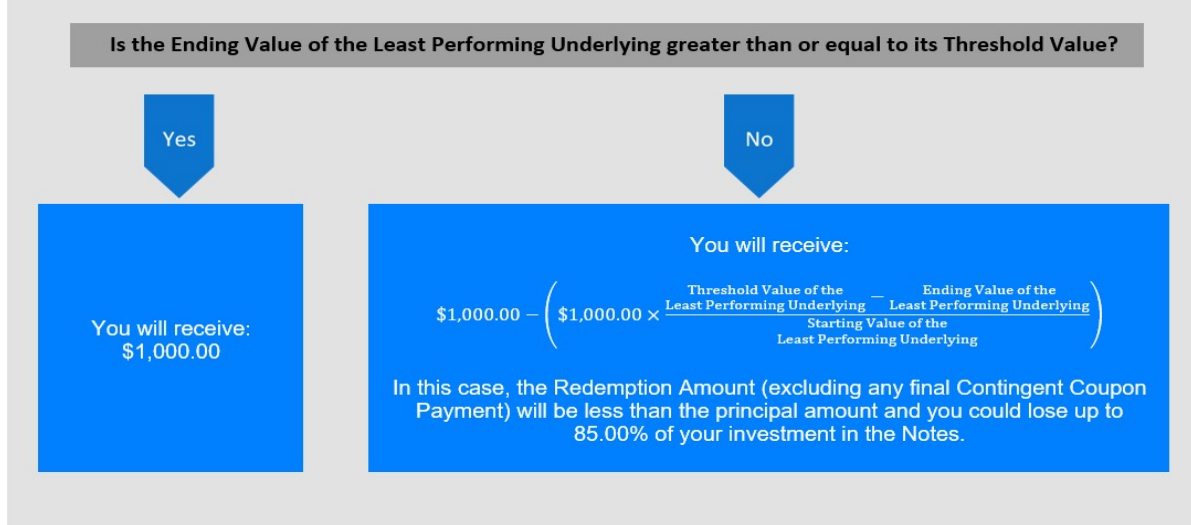 Is the Ending Value of the Least Performing Underlying greater than or equal to its Threshold Value?
Yes
No
You will receive:
$1,000.00
You will receive:
$1,000.00 − ($1,000.00 × (Threshold Value of the Least Performing Underlying − Ending Value of the Least Performing Underlying) / Starting Value of the Least Performing Underlying)
In this case, the Redemption Amount (excluding any final Contingent Coupon
Payment) will be less than the principal amount and you could lose up to
85.00% of your investment in the Notes.